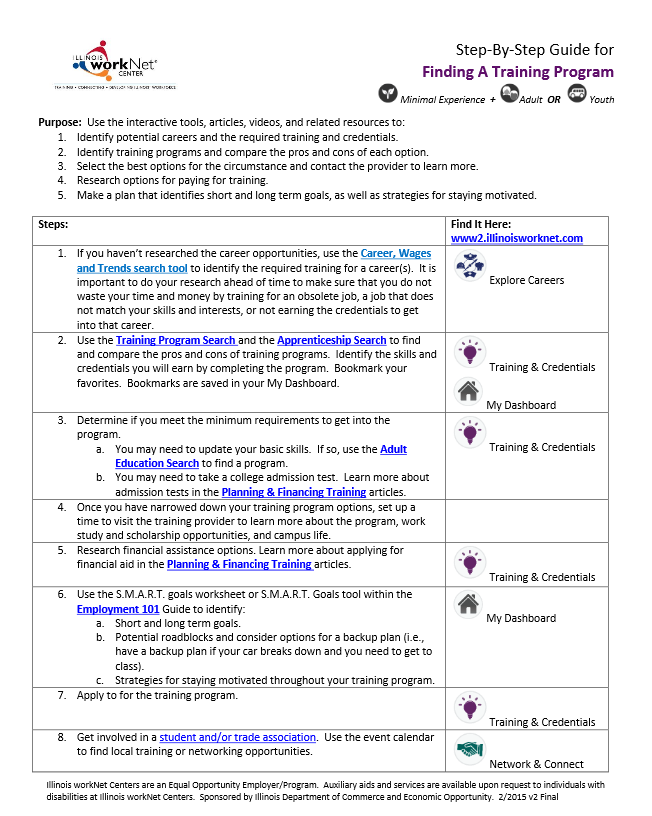 Step-By-Step Guide for
ILLINOIS
workNet®
CENTER
TRAINING • CONNECTING • DEVELOPING ILLINOIS' WORKFORCE
Finding A Training Program
Minimal Experience + Adult OR Youth
Purpose: Use the interactive tools, articles, videos, and related resources to:
1. Identify potential careers and the required training and credentials.
2. Identify training programs and compare the pros and cons of each option.
3. Select the best options for the circumstance and contact the provider to learn more.
4. Research options for paying for training.
5. Make a plan that identifies short and long term goals, as well as strategies for staying motivated.
Steps:
Find It Here:
www2.illinoisworknet.com
1. If you haven't researched the career opportunities, use the Career, Wages
and Trends search tool to identify the required training for a career(s). It is
important to do your research ahead of time to make sure that you do not
waste your time and money by training for an obsolete job, a job that does
not match your skills and interests, or not earning the credentials to get
into that career.
Explore Careers
2. Use the Training Program Search and the Apprenticeship Search to find
and compare the pros and cons of training programs. Identify the skills and
credentials you will earn by completing the program. Bookmark your
favorites. Bookmarks are saved in your My Dashboard.
Training & Credentials
My Dashboard
3. Determine if you meet the minimum requirements to get into the
program.
a. You may need to update your basic skills. If so, use the Adult
Education Search to find a program.
b. You may need to take a college admission test. Learn more about
admission tests in the Planning & Financing Training articles.
Training & Credentials
4. Once you have narrowed down your training program options, set up a
time to visit the training provider to learn more about the program, work
study and scholarship opportunities, and campus life.
5. Research financial assistance options. Learn more about applying for
financial aid in the Planning & Financing Training articles.
Training & Credentials
6. Use the S.M.A.R.T. goals worksheet or S.M.A.R.T. Goals tool within the
Employment 101 Guide to identify:
a. Short and long term goals.
b. Potential roadblocks and consider options for a backup plan (i.e.,
have a backup plan if your car breaks down and you need to get to
class).
c. Strategies for staying motivated throughout your training program.
My Dashboard
7. Apply to for the training program.
Training & Credentials
8. Get involved in a student and/or trade association. Use the event calendar
to find local training or networking opportunities.
Network & Connect
Illinois workNet Centers are an Equal Opportunity Employer/Program. Auxiliary aids and services are available upon request to individuals with
disabilities at Illinois workNet Centers. Sponsored by Illinois Department of Commerce and Economic Opportunity. 2/2015 v2 Final